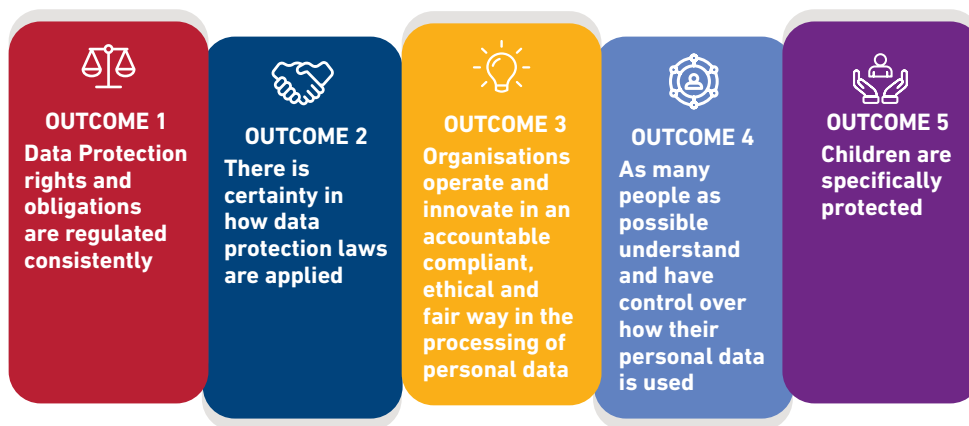 OUTCOME 1
Data Protection
rights and
obligations
are regulated
consistently
OUTCOME 2
There is
certainty in
how data
protection laws
are applied
OUTCOME 3
Organisations
operate and
innovate in an
accountable
compliant,
ethical and
fair way in the
processing of
personal data
OUTCOME 4
As many
people as
possible
understand
and have
control over
how their
personal data
is used
OUTCOME 5
Children are
specifically
protected